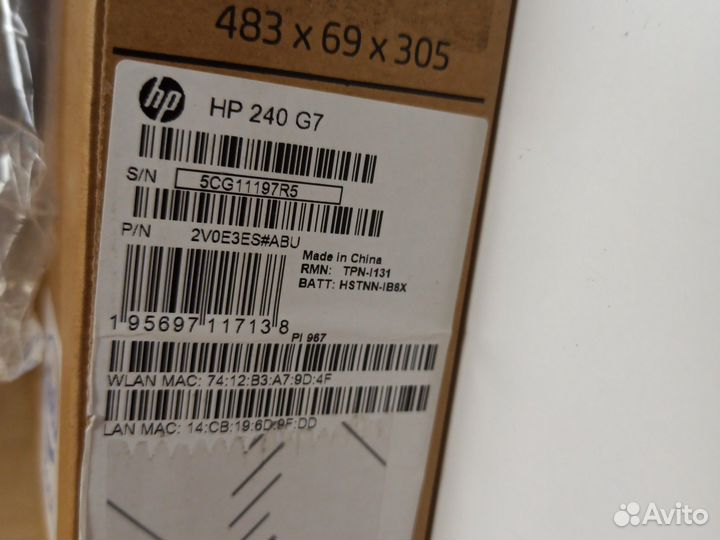 483 x 69 x 305
hp HP 240 G7
S/N 5CG11197R5
P/N 2V0E3ES#ABU
Made in China
RMN: TPN-I131
BATT: HSTNN-IB8X
1 95697 11713 8
PI 967
WLAN MAC: 74:12:B3:A7:9D:4F
LAN MAC: 14:CB:19:6D:9F:DD
Avito